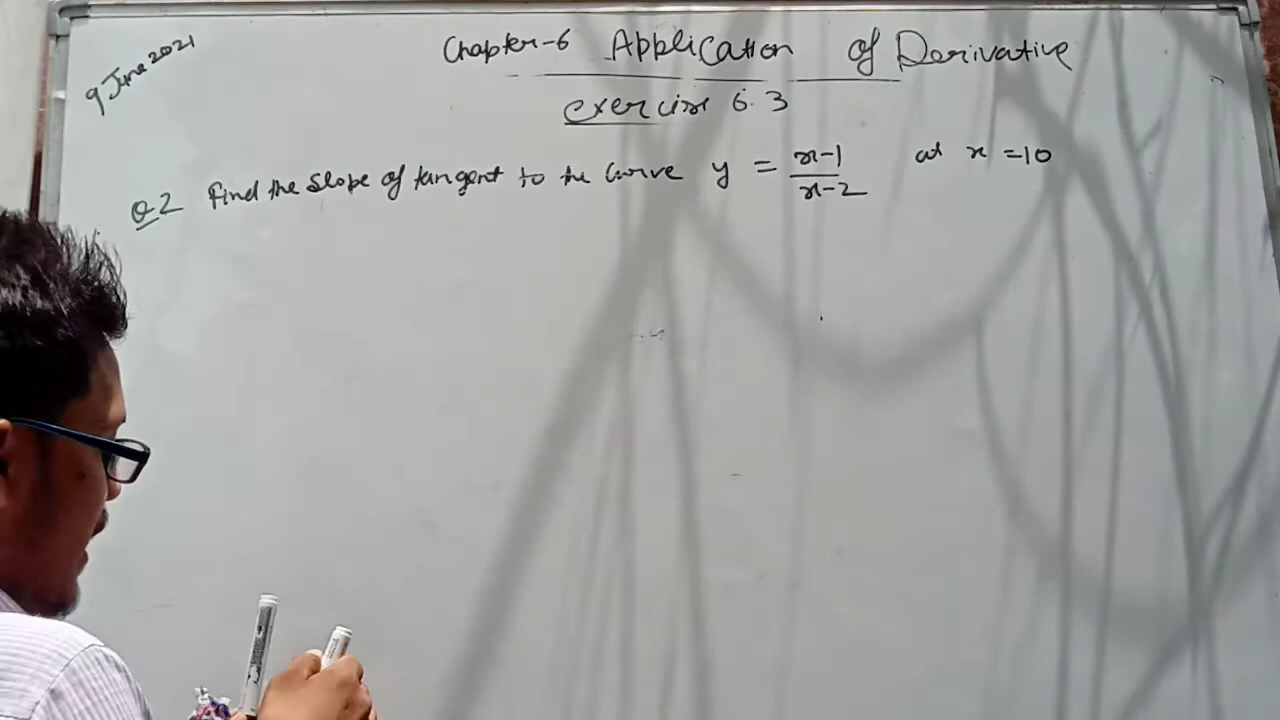 9 June 2021
Chapter-6 Application of Derivative
exercise 6.3
Q2 Find the slope of tangent to the curve y = x-1/x-2 at x = 10